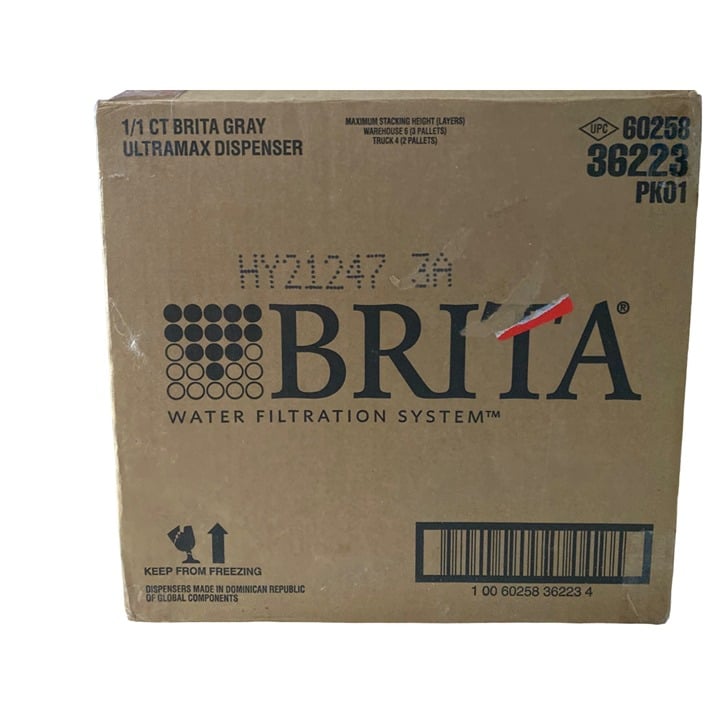 1/1 CT BRITA GRAY
ULTRAMAX DISPENSER
MAXIMUM STACKING HEIGHT (LAYERS)
WAREHOUSE 6 (3 PALLETS)
TRUCK 4 (2 PALLETS)
UPC 60258
36223
PK01
HY21247 3A
BRITA®
WATER FILTRATION SYSTEM™
KEEP FROM FREEZING
DISPENSERS MADE IN DOMINICAN REPUBLIC
OF GLOBAL COMPONENTS
1 00 60258 36223 4